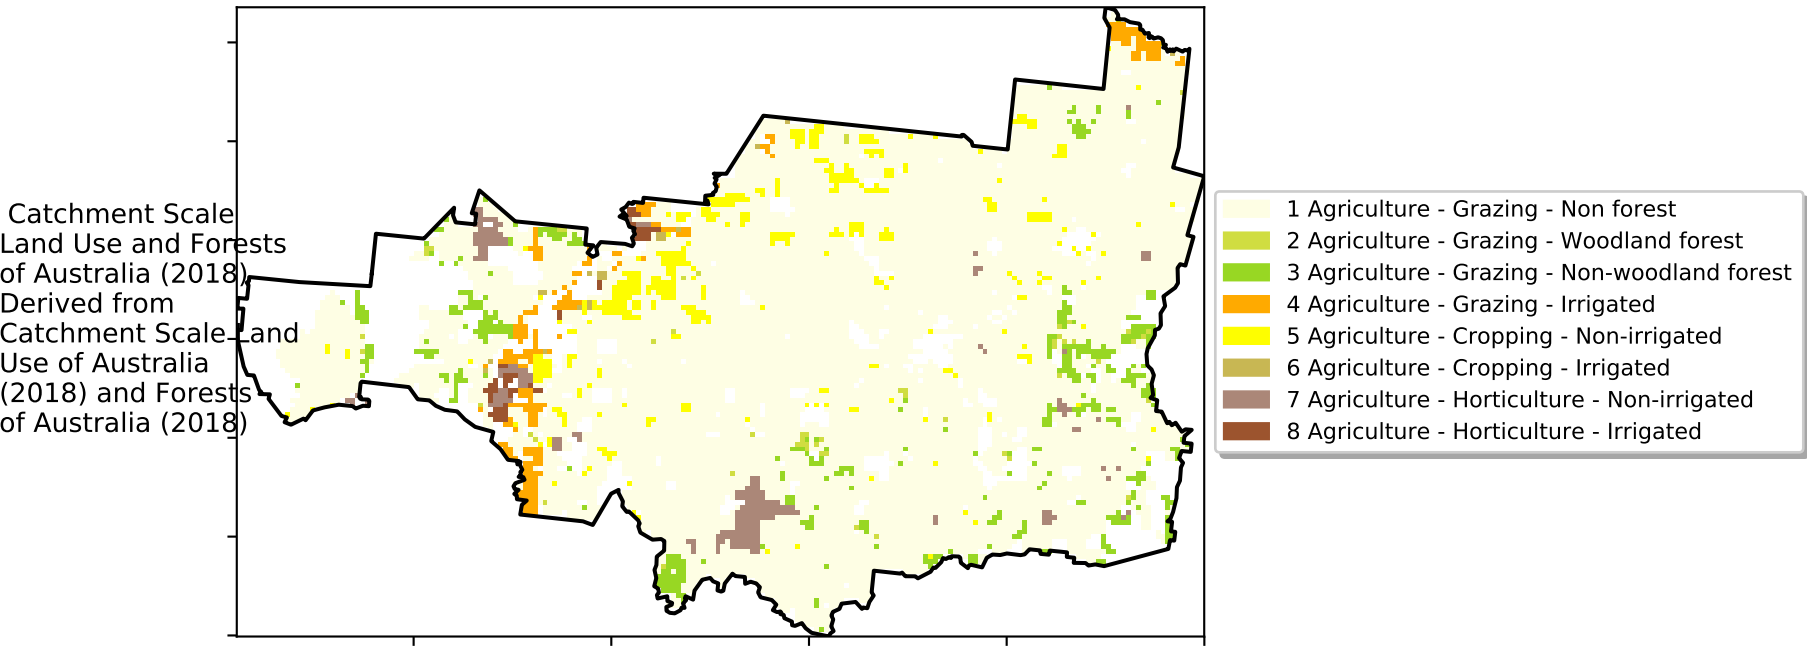 Catchment Scale
Land Use and Forests
of Australia (2018)
Derived from
Catchment Scale Land
Use of Australia
(2018) and Forests
of Australia (2018)
1 Agriculture - Grazing - Non forest
2 Agriculture - Grazing - Woodland forest
3 Agriculture - Grazing - Non-woodland forest
4 Agriculture - Grazing - Irrigated
5 Agriculture - Cropping - Non-irrigated
6 Agriculture - Cropping - Irrigated
7 Agriculture - Horticulture - Non-irrigated
8 Agriculture - Horticulture - Irrigated